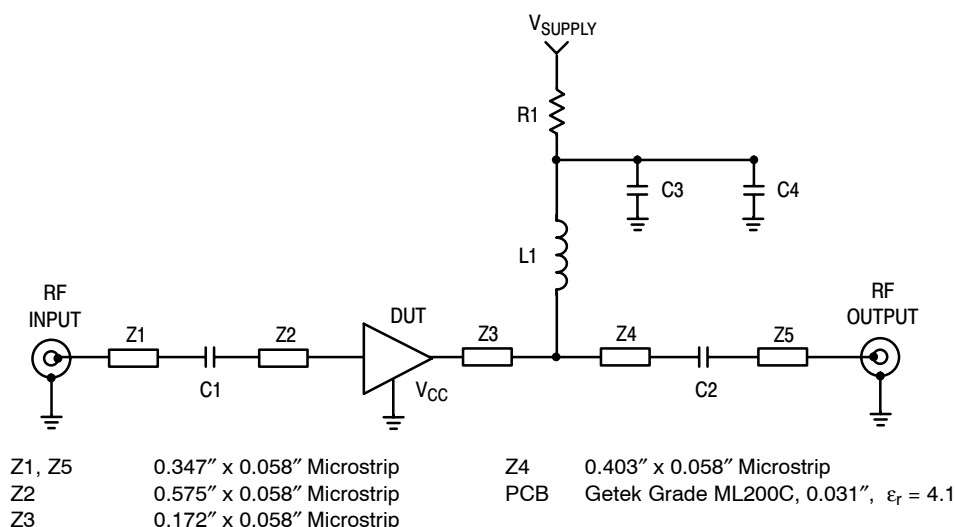 VSUPPLY
R1
C3 C4
L1
RF INPUT
Z1
C1
Z2
DUT
VCC
Z3
Z4
C2
Z5
RF OUTPUT
Z1, Z5 0.347″ x 0.058″ Microstrip
Z2 0.575″ x 0.058″ Microstrip
Z3 0.172″ x 0.058″ Microstrip
Z4 0.403″ x 0.058″ Microstrip
PCB Getek Grade ML200C, 0.031″, εr = 4.1